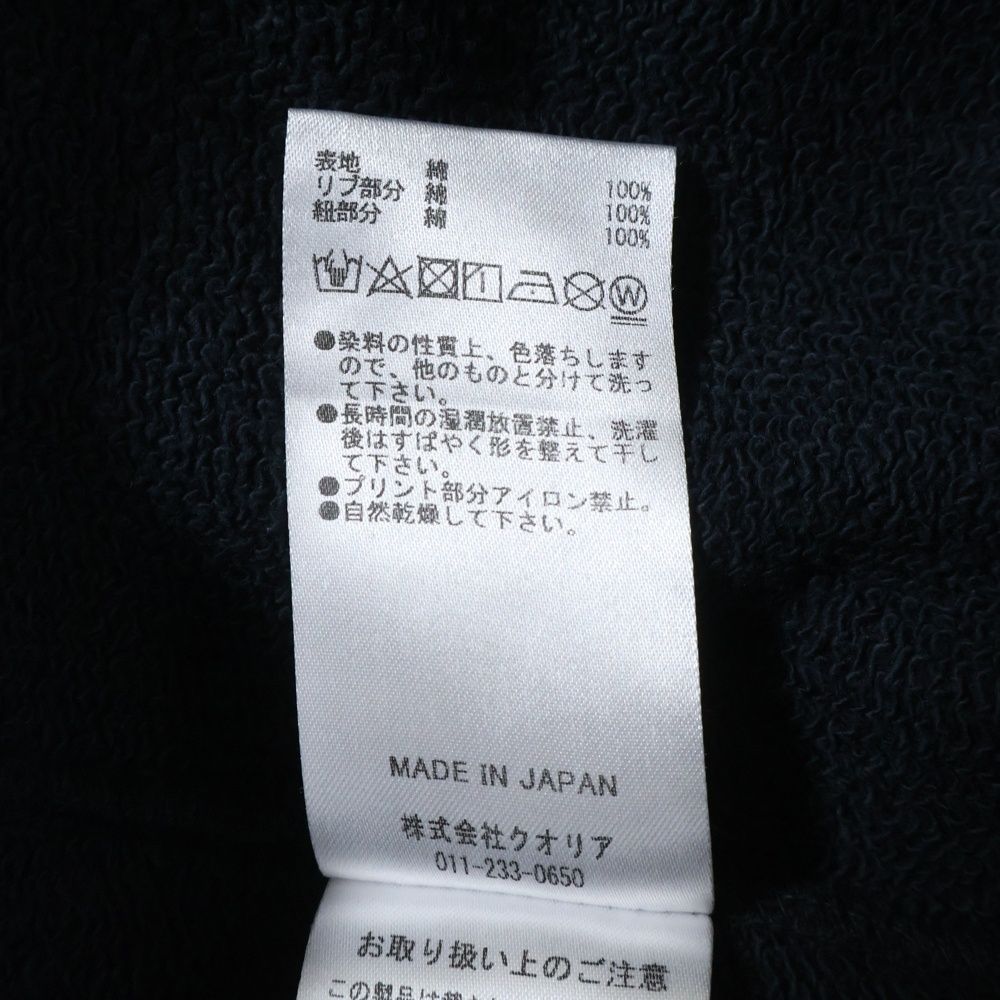 表地 綿 100%
リブ部分 綿 100%
紐部分 綿 100%
●染料の性質上、色落ちします
ので、他のものと分けて洗っ
て下さい。
●長時間の湿潤放置禁止、洗濯
後はすばやく形を整えて干し
て下さい。
●プリント部分アイロン禁止。
●自然乾燥して下さい。
MADE IN JAPAN
株式会社クオリア
011-233-0650
お取り扱い上のご注意
この製品は